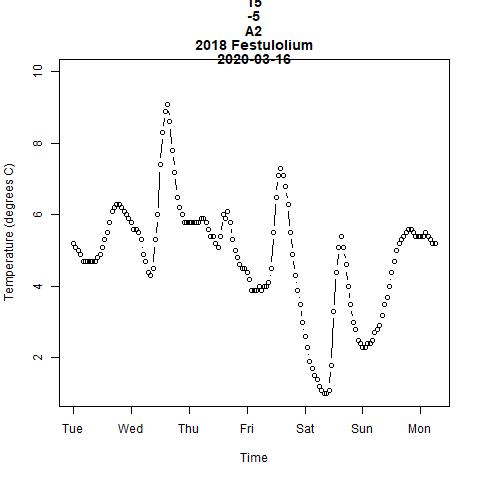 15
-5
A2
2018 Festulolium
2020-03-16
Temperature (degrees C)
10
8
6
4
2
Tue Wed Thu Fri Sat Sun Mon
Time